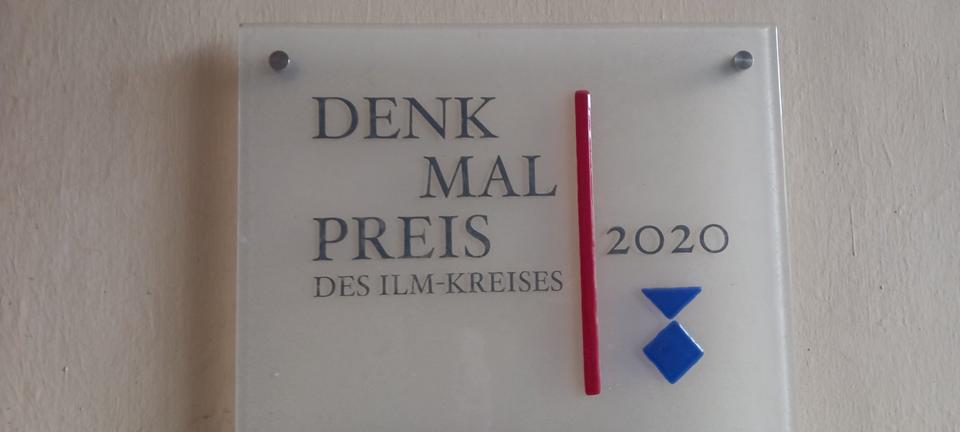 DENK
MAL
PREIS
DES ILM-KREISES
2020